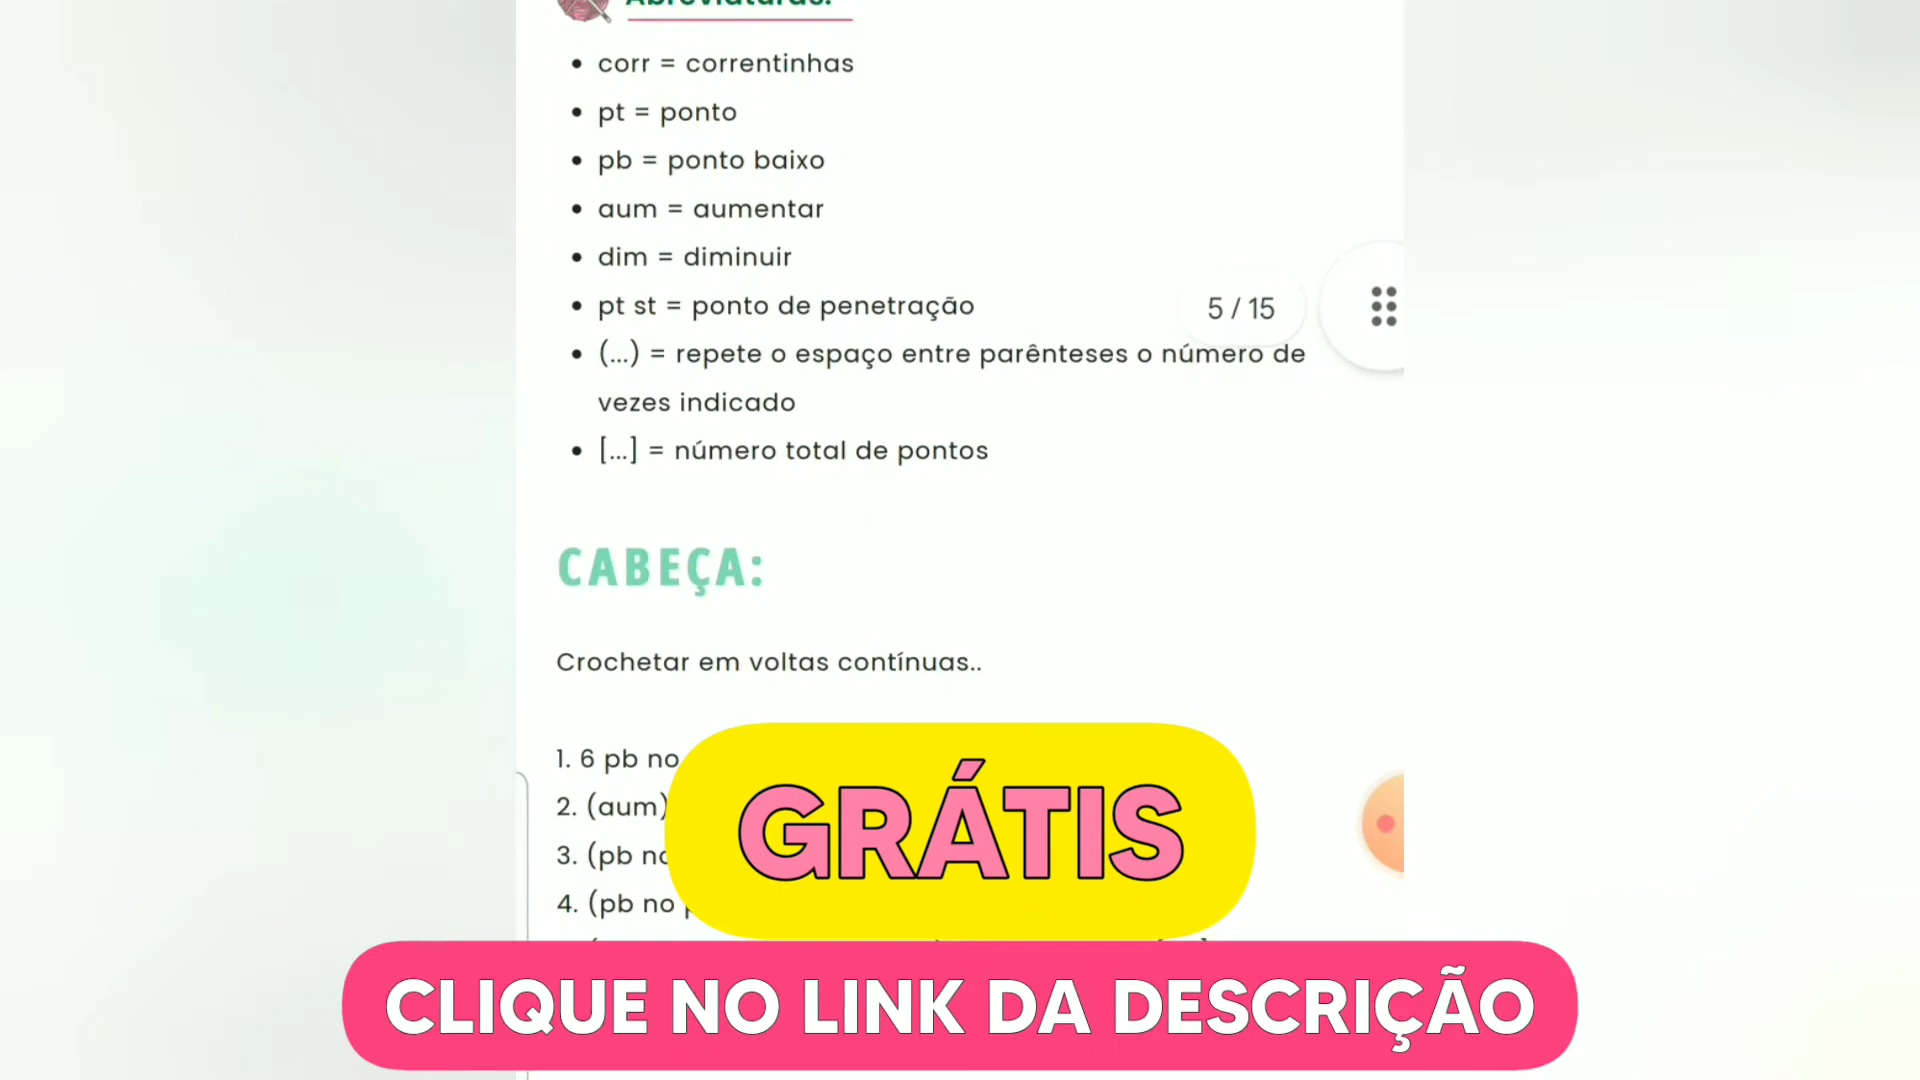 Abreviaturas:
corr = correntinhas
pt = ponto
pb = ponto baixo
aum = aumentar
dim = diminuir
pt st = ponto de penetração
5 / 15
(...) = repete o espaço entre parênteses o número de
vezes indicado
[...] = número total de pontos
CABEÇA:
Crochetar em voltas contínuas..
1. 6 pb no
2. (aum)
3. (pb no
4. (pb no
GRÁTIS
CLIQUE NO LINK DA DESCRIÇÃO